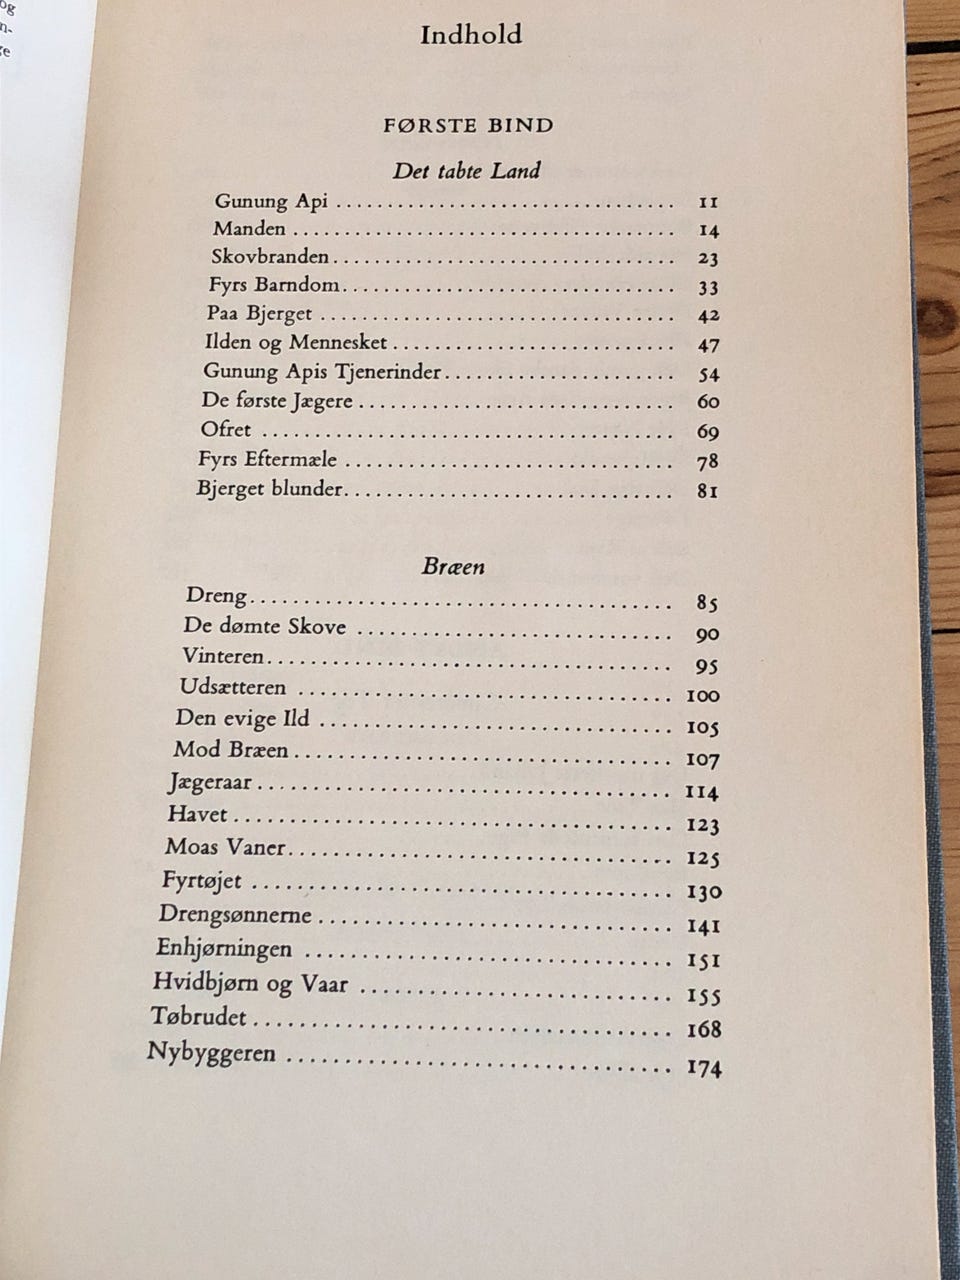 og
n-
ge
Indhold
FØRSTE BIND
Det tabte Land
Gunung Api ........ 11
Manden ........ 14
Skovbranden ........ 23
Fyrs Barndom ........ 33
Paa Bjerget ........ 42
Ilden og Mennesket ........ 47
Gunung Apis Tjenerinder ........ 54
De første Jægere ........ 60
Ofret ........ 69
Fyrs Eftermæle ........ 78
Bjerget blunder ........ 81
Bræen
Dreng ........ 85
De dømte Skove ........ 90
Vinteren ........ 95
Udsætteren ........ 100
Den evige Ild ........ 105
Mod Bræen ........ 107
Jægeraar ........ 114
Havet ........ 123
Moas Vaner ........ 125
Fyrtøjet ........ 130
Drengsønnerne ........ 141
Enhjørningen ........ 151
Hvidbjørn og Vaar ........ 155
Tøbrudet ........ 168
Nybyggeren ........ 174